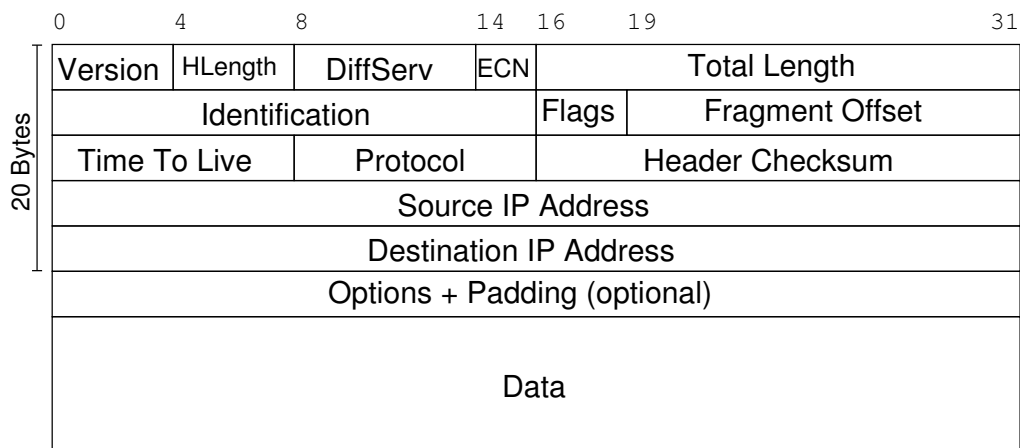 0 4 8 14 16 19 31
Version HLength DiffServ ECN Total Length
Identification Flags Fragment Offset
Time To Live Protocol Header Checksum
Source IP Address
Destination IP Address
Options + Padding (optional)
Data
20 Bytes